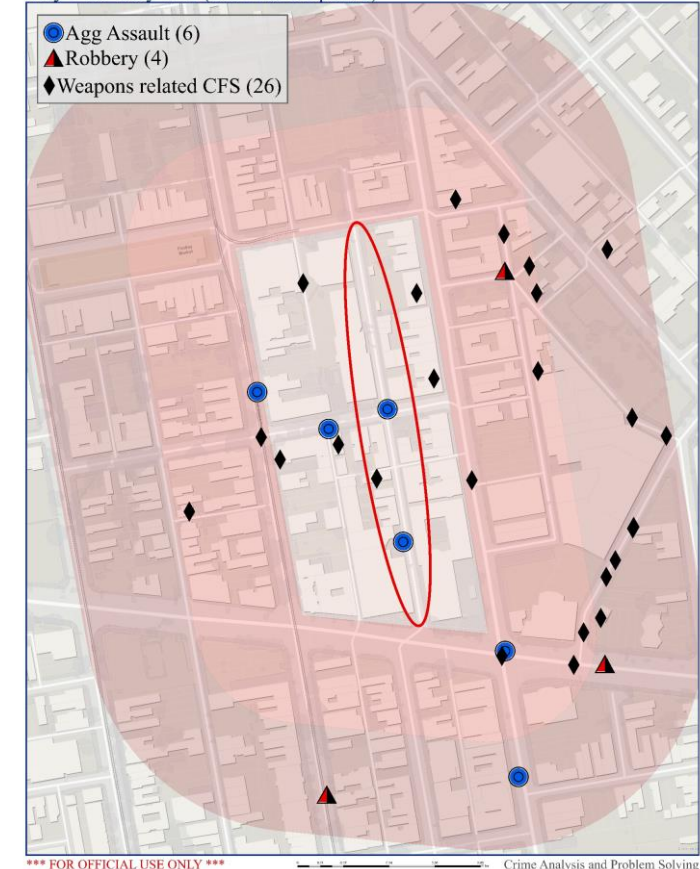 Agg Assault (6)
Robbery (4)
Weapons related CFS (26)
*** FOR OFFICIAL USE ONLY ***
Crime Analysis and Problem Solving